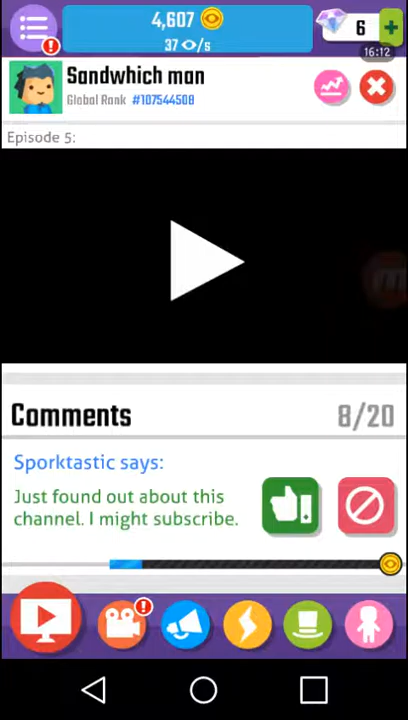 4,607
6
37 /s
16:12
Sandwhich man
Global Rank #107544508
Episode 5:
Comments 8/20
Sporktastic says:
Just found out about this
channel. I might subscribe.